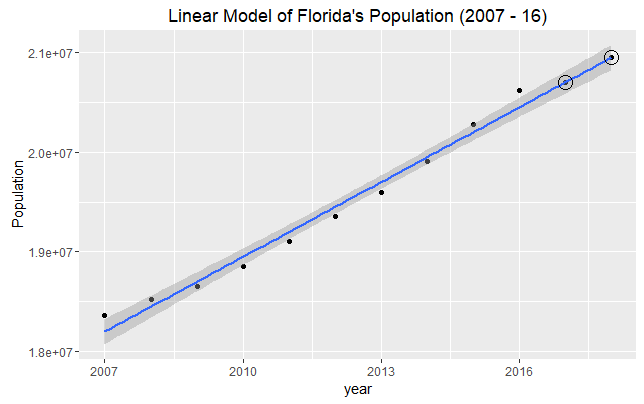 Linear Model of Florida's Population (2007 - 16)
2.1e+07
2.0e+07
1.9e+07
1.8e+07
Population
2007 2010 2013 2016
year